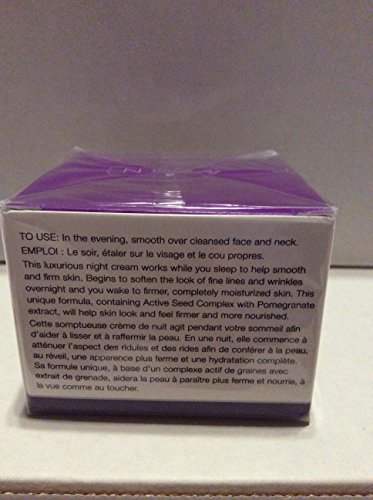 TO USE: In the evening, smooth over cleansed face and neck.
EMPLOI : Le soir, étaler sur le visage et le cou propres.
This luxurious night cream works while you sleep to help smooth
and firm skin. Begins to soften the look of fine lines and wrinkles
overnight and you wake to firmer, completely moisturized skin. This
unique formula, containing Active Seed Complex with Pomegranate
extract, will help skin look and feel firmer and more nourished.
Cette somptueuse crème de nuit agit pendant votre sommeil afin
d'aider à lisser et à raffermir la peau. En une nuit, elle commence à
atténuer l'aspect des ridules et des rides afin de conférer à la peau,
au réveil, une apparence plus ferme et une hydratation complète.
Sa formule unique, à base d'un complexe actif de graines avec
extrait de grenade, aidera la peau à paraître plus ferme et nourrie, à
la vue comme au toucher.